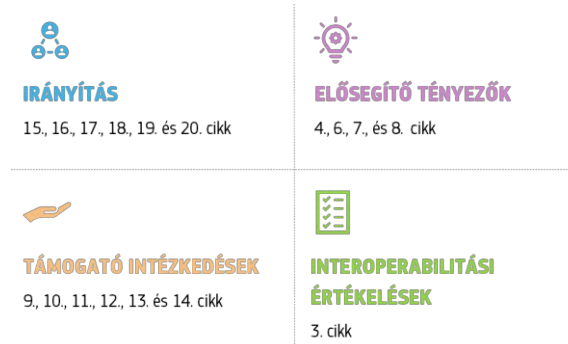 IRÁNYÍTÁS
15., 16., 17., 18., 19. és 20. cikk
ELŐSEGÍTŐ TÉNYEZŐK
4., 6., 7., és 8. cikk
TÁMOGATÓ INTÉZKEDÉSEK
9., 10., 11., 12., 13. és 14. cikk
INTEROPERABILITÁSI
ÉRTÉKELÉSEK
3. cikk